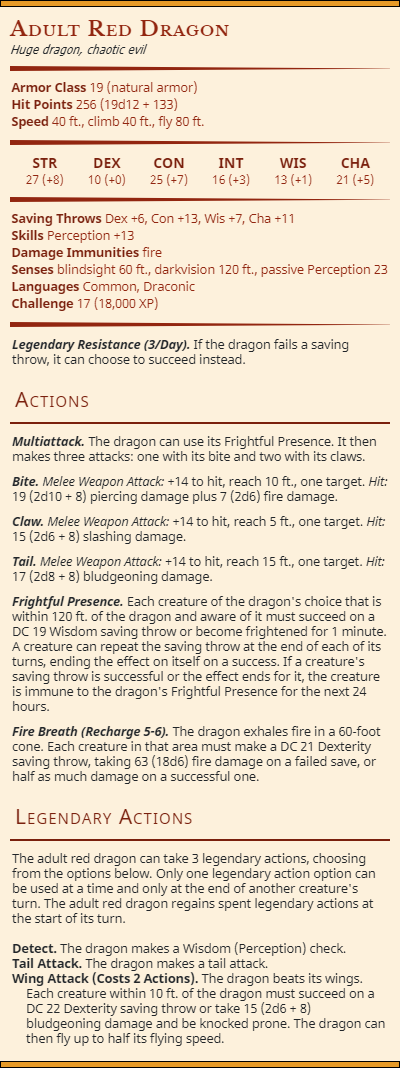 Adult Red Dragon
Huge dragon, chaotic evil
Armor Class 19 (natural armor)
Hit Points 256 (19d12 + 133)
Speed 40 ft., climb 40 ft., fly 80 ft.
STR DEX CON INT WIS CHA
27 (+8) 10 (+0) 25 (+7) 16 (+3) 13 (+1) 21 (+5)
Saving Throws Dex +6, Con +13, Wis +7, Cha +11
Skills Perception +13
Damage Immunities fire
Senses blindsight 60 ft., darkvision 120 ft., passive Perception 23
Languages Common, Draconic
Challenge 17 (18,000 XP)
Legendary Resistance (3/Day). If the dragon fails a saving
throw, it can choose to succeed instead.
Actions
Multiattack. The dragon can use its Frightful Presence. It then
makes three attacks: one with its bite and two with its claws.
Bite. Melee Weapon Attack: +14 to hit, reach 10 ft., one target. Hit:
19 (2d10 + 8) piercing damage plus 7 (2d6) fire damage.
Claw. Melee Weapon Attack: +14 to hit, reach 5 ft., one target. Hit:
15 (2d6 + 8) slashing damage.
Tail. Melee Weapon Attack: +14 to hit, reach 15 ft., one target. Hit:
17 (2d8 + 8) bludgeoning damage.
Frightful Presence. Each creature of the dragon's choice that is
within 120 ft. of the dragon and aware of it must succeed on a
DC 19 Wisdom saving throw or become frightened for 1 minute.
A creature can repeat the saving throw at the end of each of its
turns, ending the effect on itself on a success. If a creature's
saving throw is successful or the effect ends for it, the creature
is immune to the dragon's Frightful Presence for the next 24
hours.
Fire Breath (Recharge 5-6). The dragon exhales fire in a 60-foot
cone. Each creature in that area must make a DC 21 Dexterity
saving throw, taking 63 (18d6) fire damage on a failed save, or
half as much damage on a successful one.
Legendary Actions
The adult red dragon can take 3 legendary actions, choosing
from the options below. Only one legendary action option can
be used at a time and only at the end of another creature's
turn. The adult red dragon regains spent legendary actions at
the start of its turn.
Detect. The dragon makes a Wisdom (Perception) check.
Tail Attack. The dragon makes a tail attack.
Wing Attack (Costs 2 Actions). The dragon beats its wings.
Each creature within 10 ft. of the dragon must succeed on a
DC 22 Dexterity saving throw or take 15 (2d6 + 8)
bludgeoning damage and be knocked prone. The dragon can
then fly up to half its flying speed.